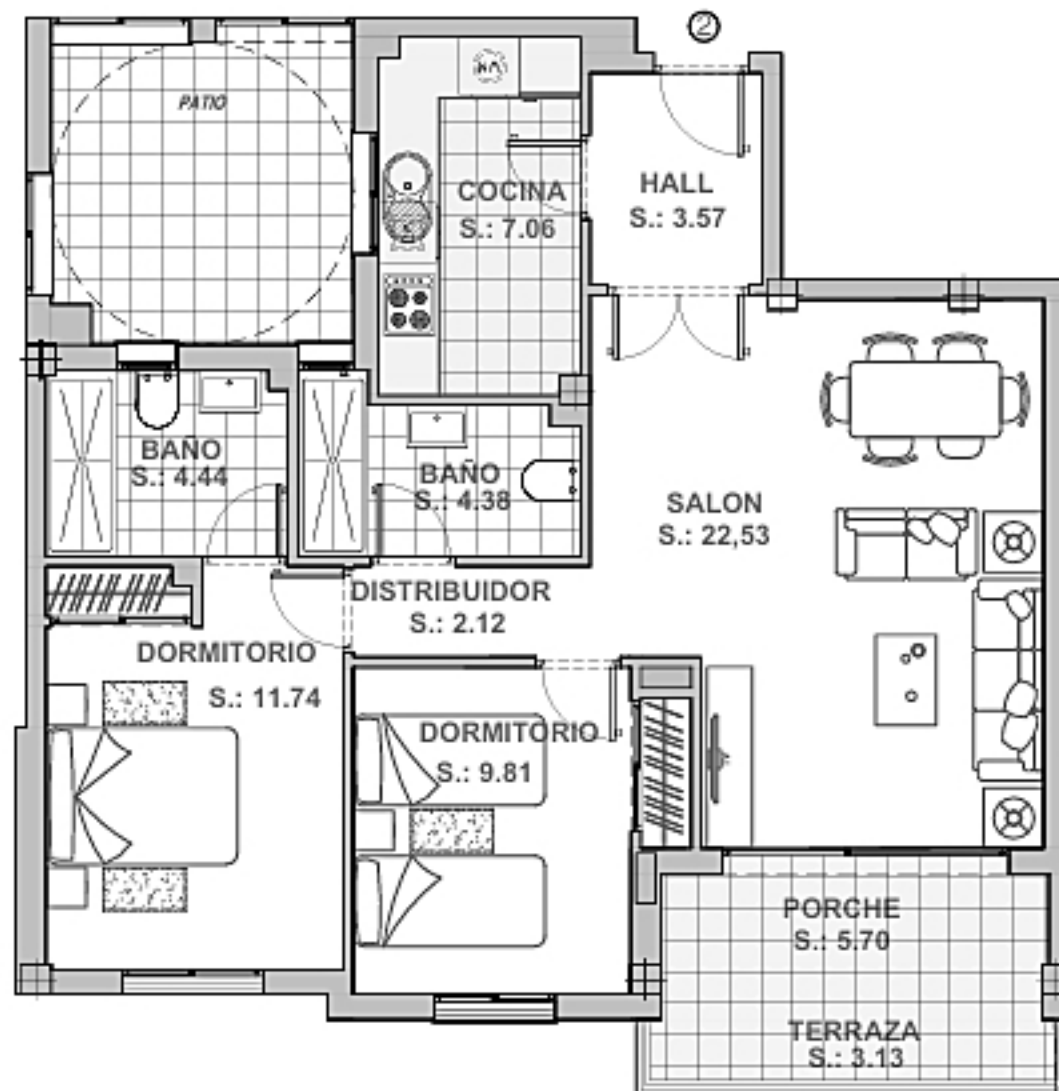 ②
PATIO
COCINA
S.: 7.06
HALL
S.: 3.57
BAÑO
S.: 4.44
BAÑO
S.: 4.38
SALON
S.: 22,53
DISTRIBUIDOR
S.: 2.12
DORMITORIO
S.: 11.74
DORMITORIO
S.: 9.81
PORCHE
S.: 5.70
TERRAZA
S.: 3.13